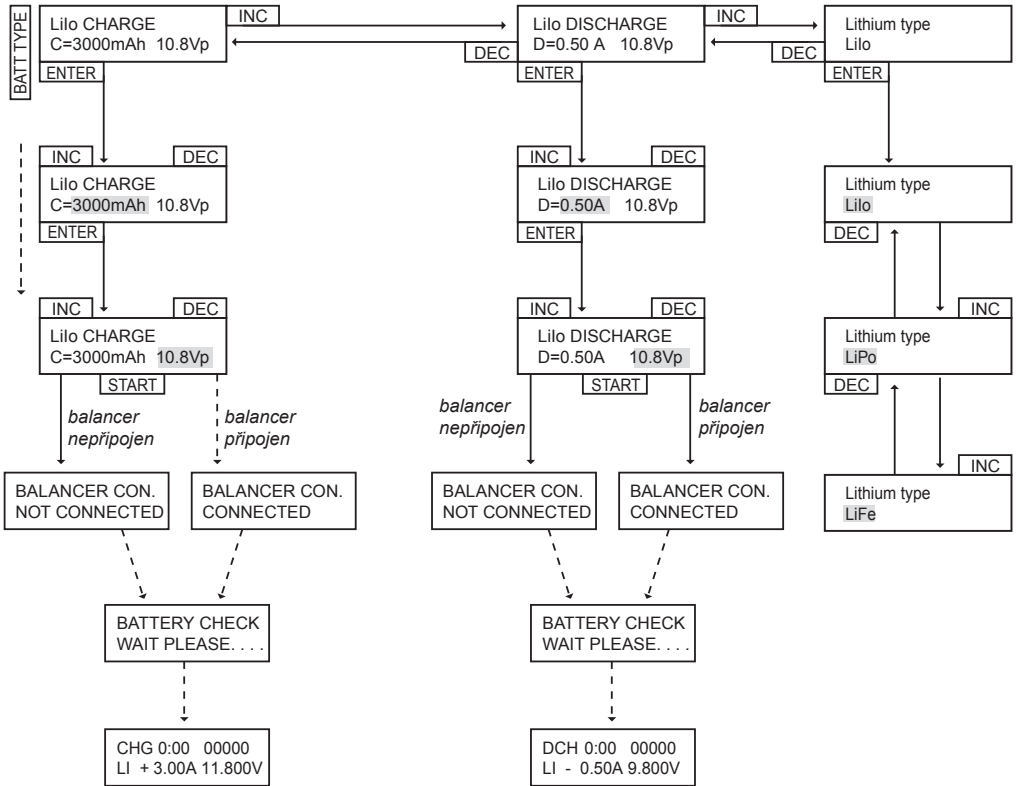 BATT TYPE
LiIo CHARGE
C=3000mAh 10.8Vp
INC
DEC
ENTER
LiIo DISCHARGE
D=0.50 A 10.8Vp
INC
DEC
ENTER
Lithium type
LiIo
ENTER
INC DEC
LiIo CHARGE
C=3000mAh 10.8Vp
ENTER
INC DEC
LiIo DISCHARGE
D=0.50A 10.8Vp
ENTER
Lithium type
LiIo
DEC
INC DEC
LiIo CHARGE
C=3000mAh 10.8Vp
START
INC DEC
LiIo DISCHARGE
D=0.50A 10.8Vp
START
INC
Lithium type
LiPo
DEC
balancer
nepřipojen
balancer
připojen
balancer
nepřipojen
balancer
připojen
BALANCER CON.
NOT CONNECTED
BALANCER CON.
CONNECTED
BALANCER CON.
NOT CONNECTED
BALANCER CON.
CONNECTED
INC
Lithium type
LiFe
BATTERY CHECK
WAIT PLEASE. . . .
BATTERY CHECK
WAIT PLEASE. . . .
CHG 0:00 00000
LI + 3.00A 11.800V
DCH 0:00 00000
LI - 0.50A 9.800V